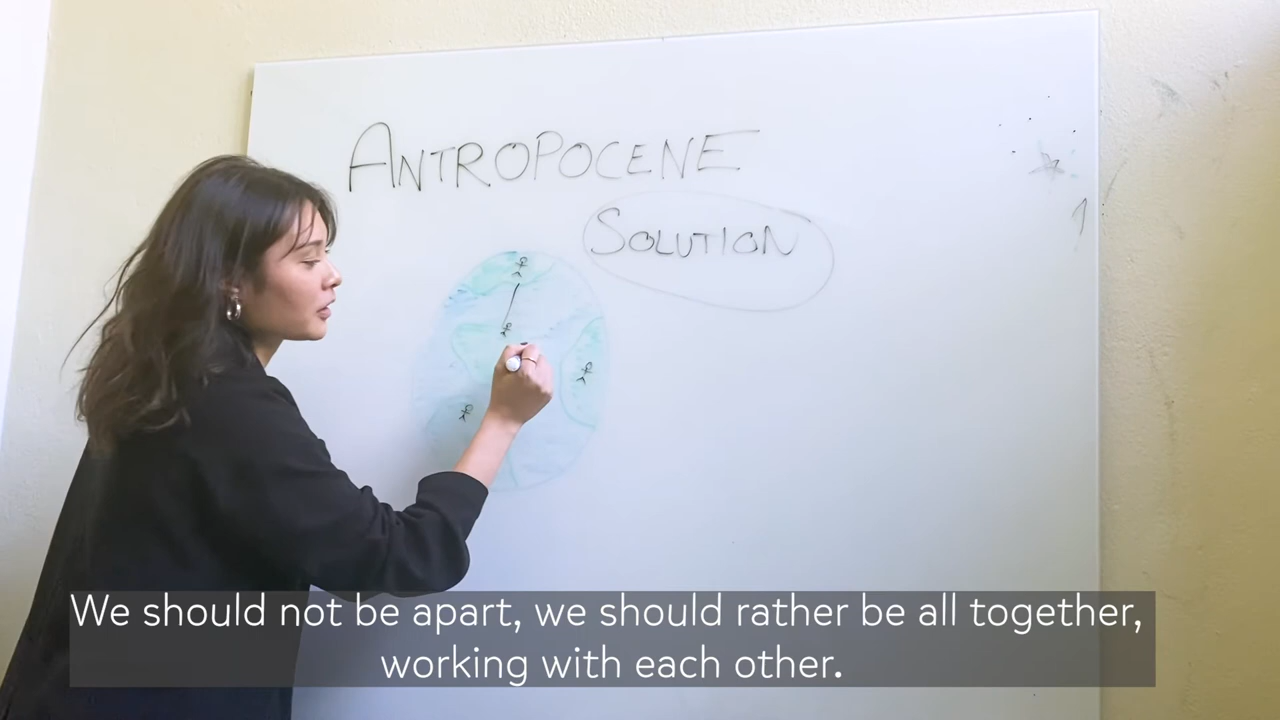 ANTROPOCENE
SOLUTION
We should not be apart, we should rather be all together,
working with each other.